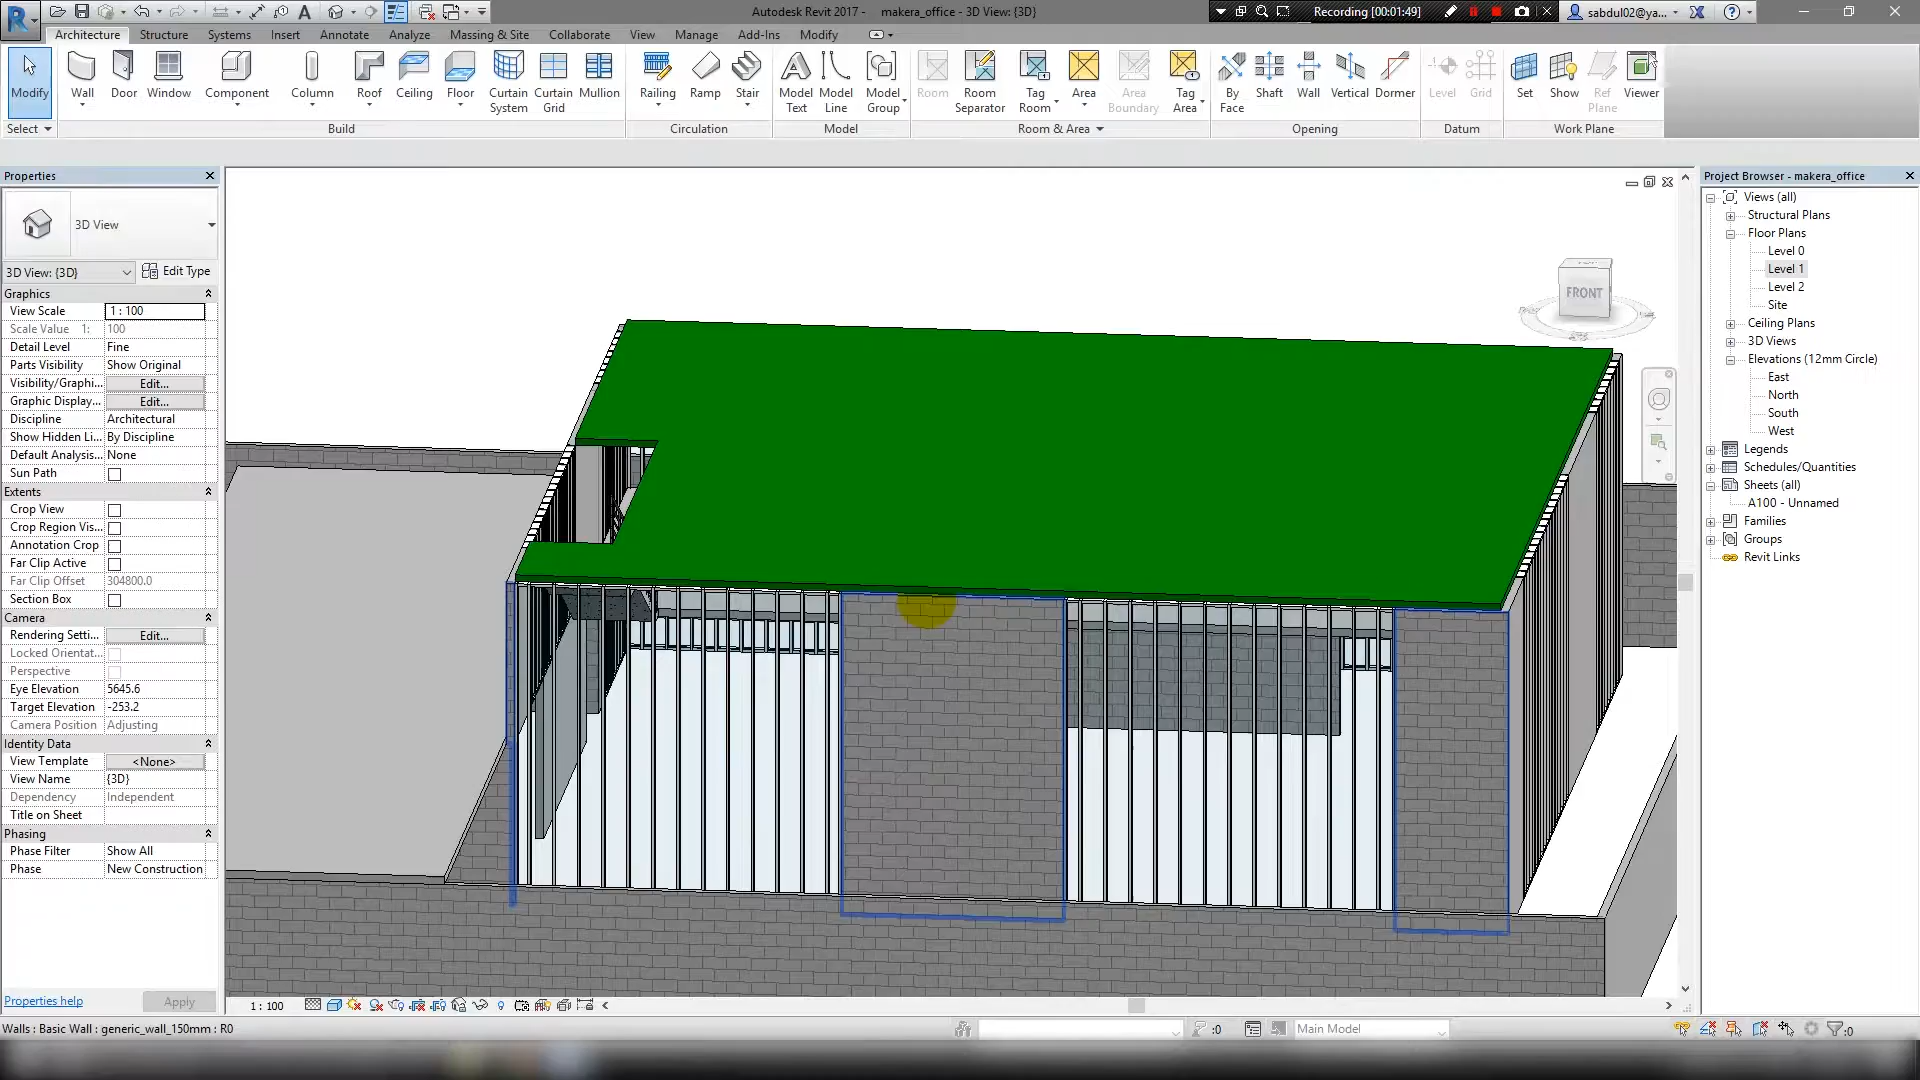 Autodesk Revit 2017 - makera_office - 3D View: {3D}
Recording [00:01:49]
sabdul02@ya...
Architecture Structure Systems Insert Annotate Analyze Massing & Site Collaborate View Manage Add-Ins Modify
Modify Wall Door Window Component Column Roof Ceiling Floor Curtain System Curtain Grid Mullion Railing Ramp Stair Model Text Model Line Model Group Room Room Separator Tag Room Area Area Boundary Tag Area By Face Shaft Wall Vertical Dormer Level Grid Set Show Ref Plane Viewer
Select Build Circulation Model Room & Area Opening Datum Work Plane
Properties
3D View
3D View: {3D} Edit Type
Graphics
View Scale 1 : 100
Scale Value 1: 100
Detail Level Fine
Parts Visibility Show Original
Visibility/Graphi... Edit...
Graphic Display... Edit...
Discipline Architectural
Show Hidden Li... By Discipline
Default Analysis... None
Sun Path
Extents
Crop View
Crop Region Vis...
Annotation Crop
Far Clip Active
Far Clip Offset 304800.0
Section Box
Camera
Rendering Setti... Edit...
Locked Orientat...
Perspective
Eye Elevation 5645.6
Target Elevation -253.2
Camera Position Adjusting
Identity Data
View Template <None>
View Name {3D}
Dependency Independent
Title on Sheet
Phasing
Phase Filter Show All
Phase New Construction
Properties help Apply
FRONT
Project Browser - makera_office
Views (all)
Structural Plans
Floor Plans
Level 0
Level 1
Level 2
Site
Ceiling Plans
3D Views
Elevations (12mm Circle)
East
North
South
West
Legends
Schedules/Quantities
Sheets (all)
A100 - Unnamed
Families
Groups
Revit Links
1 : 100
Walls : Basic Wall : generic_wall_150mm : R0
:0
Main Model
:0